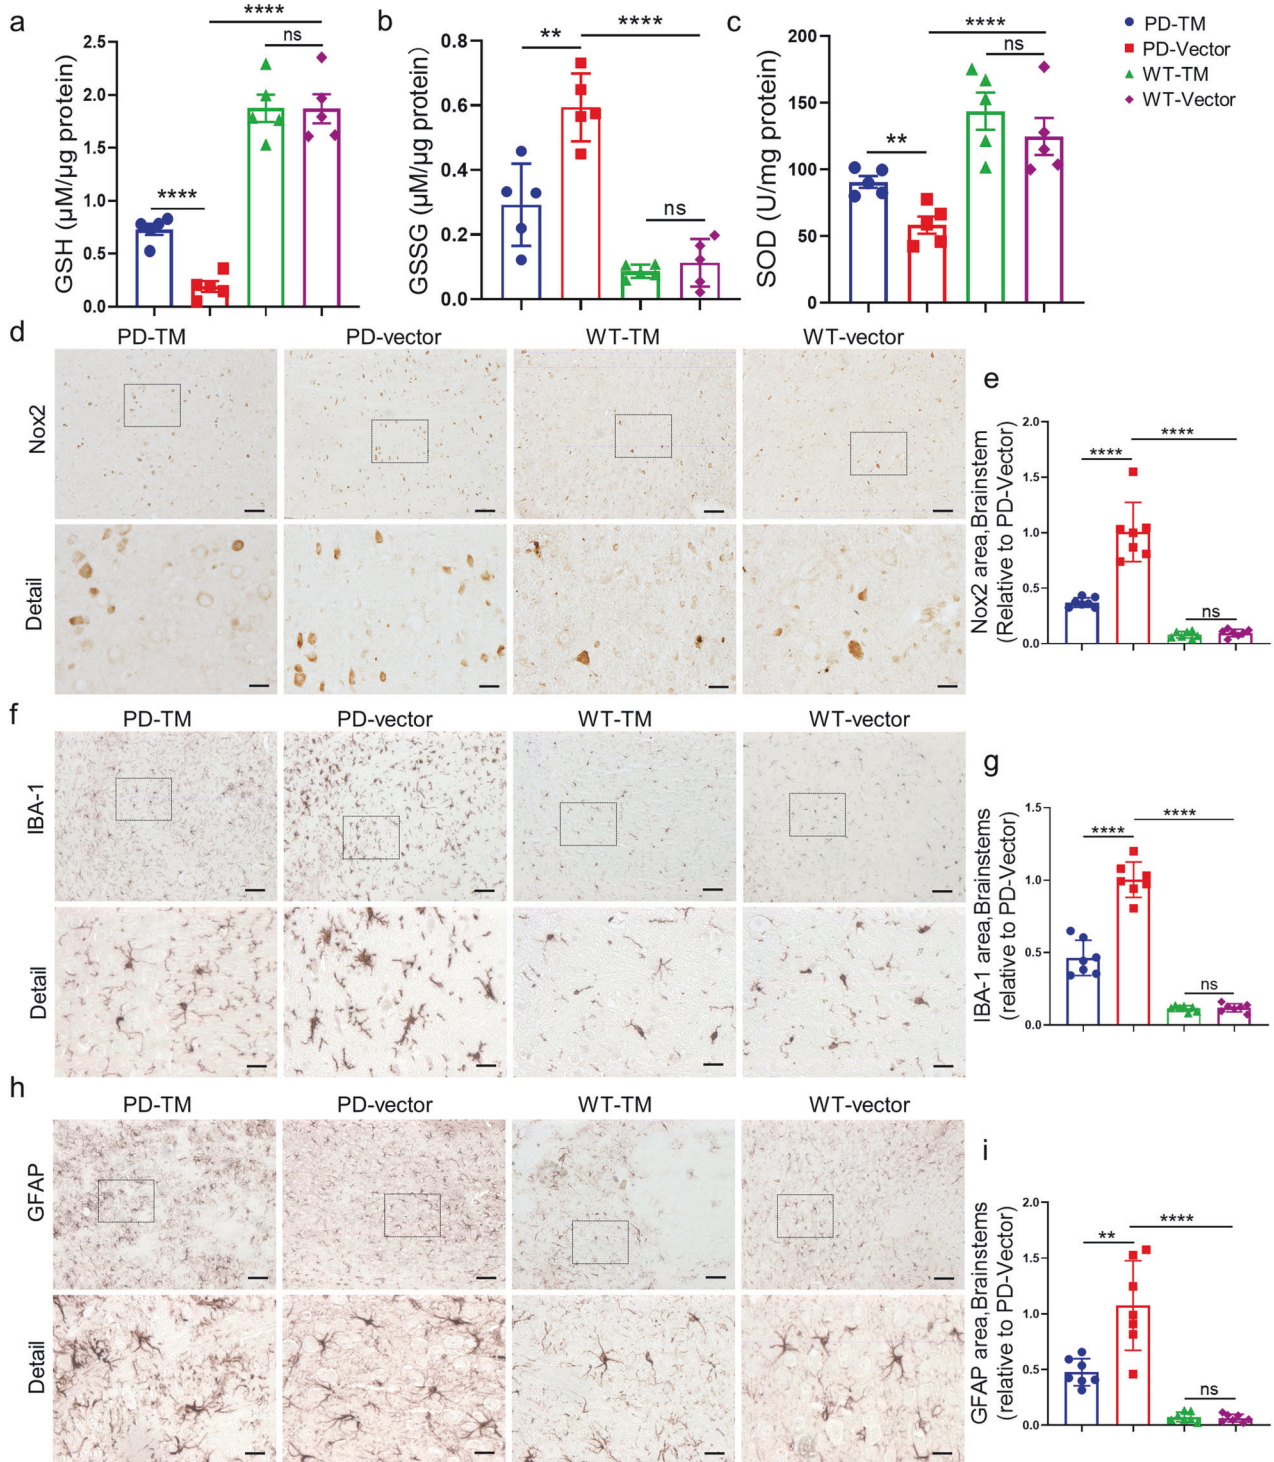 a
****
ns
****
GSH (μM/μg protein)
2.5
2.0
1.5
1.0
0.5
0.0
b
**
****
ns
GSSG (μM/μg protein)
0.8
0.6
0.4
0.2
0.0
c
****
ns
**
SOD (U/mg protein)
200
150
100
50
0
PD-TM
PD-Vector
WT-TM
WT-Vector
d
PD-TM
PD-vector
WT-TM
WT-vector
Nox2
Detail
e
****
****
ns
Nox2 area,Brainstem
(Relative to PD-Vector)
2.0
1.5
1.0
0.5
0.0
f
PD-TM
PD-vector
WT-TM
WT-vector
IBA-1
Detail
g
****
****
ns
IBA-1 area,Brainstems
(relative to PD-Vector)
1.5
1.0
0.5
0.0
h
PD-TM
PD-vector
WT-TM
WT-vector
GFAP
Detail
i
**
****
ns
GFAP area,Brainstems
(relative to PD-Vector)
2.0
1.5
1.0
0.5
0.0